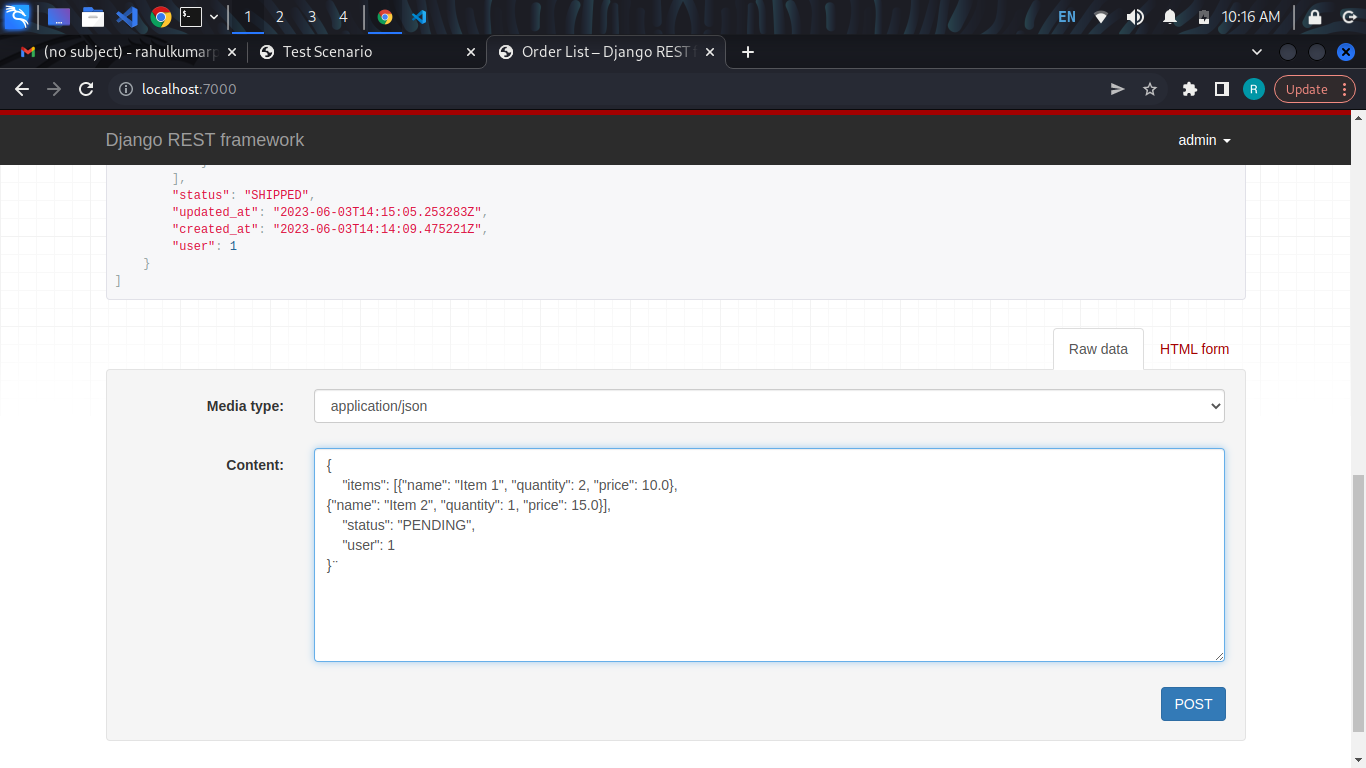 1 2 3 4 EN 10:16 AM
(no subject) - rahulkumarp Test Scenario Order List – Django REST
localhost:7000 R Update
Django REST framework admin
],
"status": "SHIPPED",
"updated_at": "2023-06-03T14:15:05.253283Z",
"created_at": "2023-06-03T14:14:09.475221Z",
"user": 1
}
]
Raw data HTML form
Media type: application/json
Content: {
"items": [{"name": "Item 1", "quantity": 2, "price": 10.0},
{"name": "Item 2", "quantity": 1, "price": 15.0}],
"status": "PENDING",
"user": 1
}¨
POST